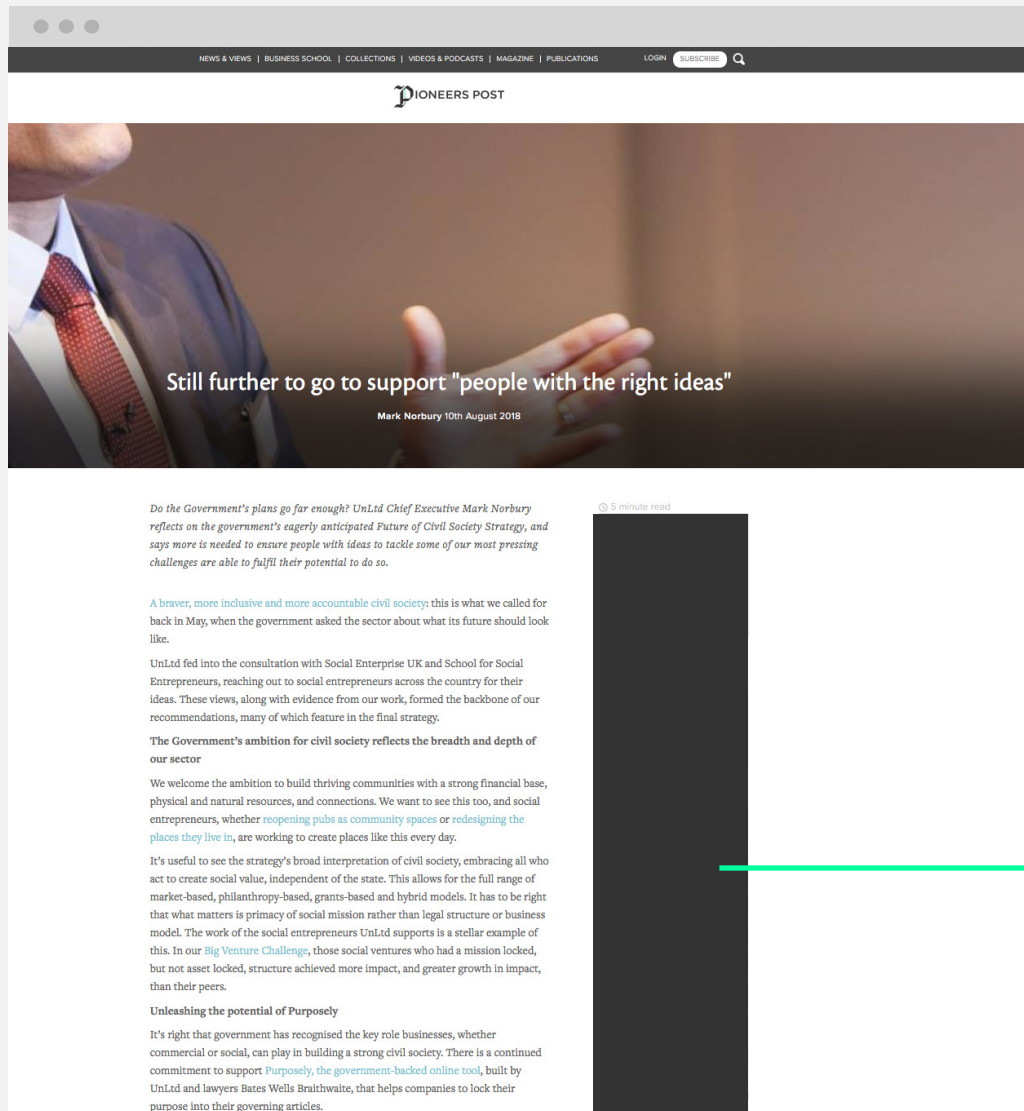 NEWS & VIEWS | BUSINESS SCHOOL | COLLECTIONS | VIDEOS & PODCASTS | MAGAZINE | PUBLICATIONS LOGIN SUBSCRIBE
PIONEERS POST
Still further to go to support "people with the right ideas"
Mark Norbury 10th August 2018
Do the Government's plans go far enough? UnLtd Chief Executive Mark Norbury
reflects on the government's eagerly anticipated Future of Civil Society Strategy, and
says more is needed to ensure people with ideas to tackle some of our most pressing
challenges are able to fulfil their potential to do so.
5 minute read
A braver, more inclusive and more accountable civil society: this is what we called for
back in May, when the government asked the sector about what its future should look
like.
UnLtd fed into the consultation with Social Enterprise UK and School for Social
Entrepreneurs, reaching out to social entrepreneurs across the country for their
ideas. These views, along with evidence from our work, formed the backbone of our
recommendations, many of which feature in the final strategy.
The Government's ambition for civil society reflects the breadth and depth of
our sector
We welcome the ambition to build thriving communities with a strong financial base,
physical and natural resources, and connections. We want to see this too, and social
entrepreneurs, whether reopening pubs as community spaces or redesigning the
places they live in, are working to create places like this every day.
It's useful to see the strategy's broad interpretation of civil society, embracing all who
act to create social value, independent of the state. This allows for the full range of
market-based, philanthropy-based, grants-based and hybrid models. It has to be right
that what matters is primacy of social mission rather than legal structure or business
model. The work of the social entrepreneurs UnLtd supports is a stellar example of
this. In our Big Venture Challenge, those social ventures who had a mission locked,
but not asset locked, structure achieved more impact, and greater growth in impact,
than their peers.
Unleashing the potential of Purposely
It's right that government has recognised the key role businesses, whether
commercial or social, can play in building a strong civil society. There is a continued
commitment to support Purposely, the government-backed online tool, built by
UnLtd and lawyers Bates Wells Braithwaite, that helps companies to lock their
purpose into their governing articles.